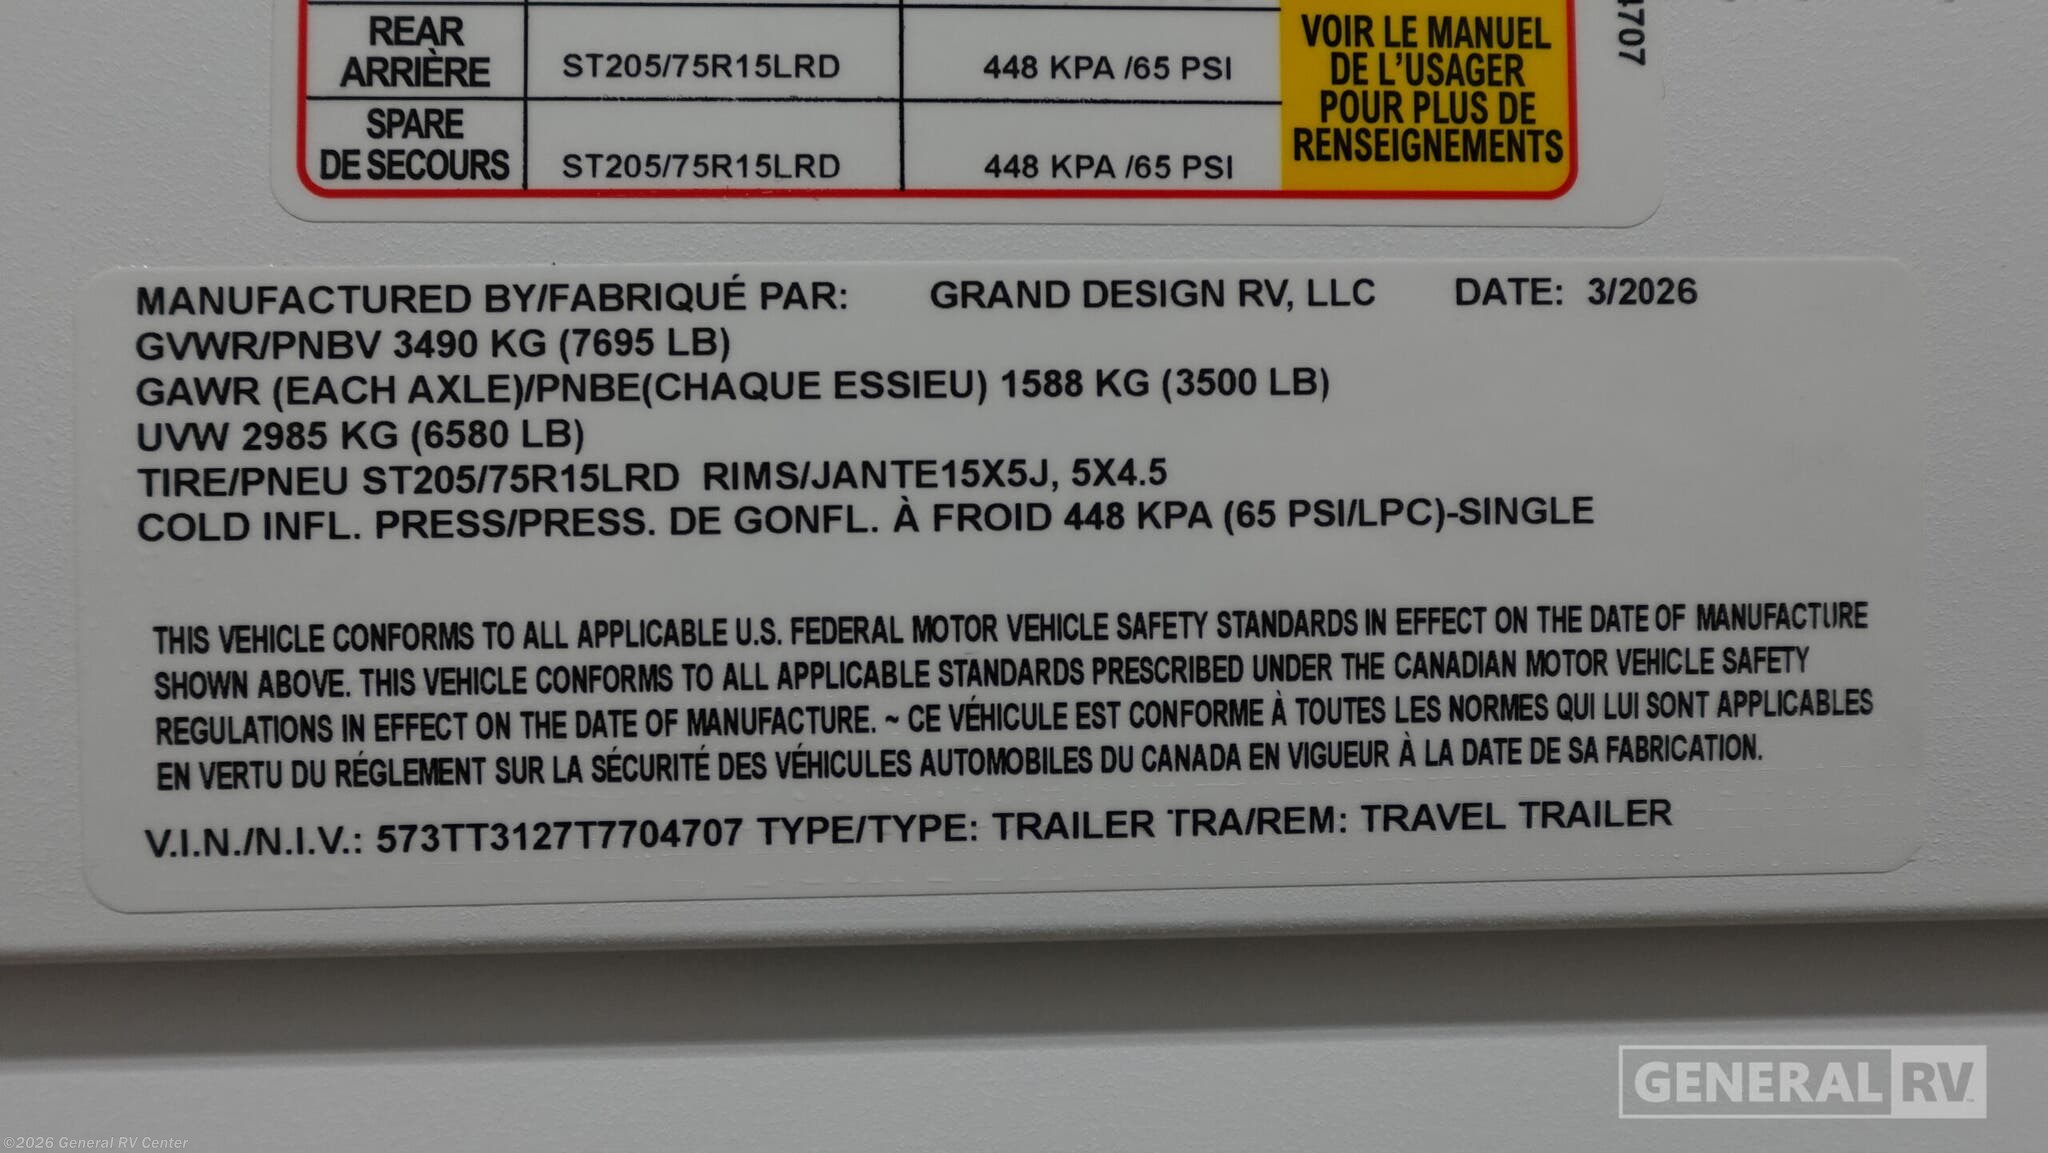 REAR
ARRIÈRE
ST205/75R15LRD
448 KPA /65 PSI
SPARE
DE SECOURS
ST205/75R15LRD
448 KPA /65 PSI
VOIR LE MANUEL
DE L'USAGER
POUR PLUS DE
RENSEIGNEMENTS
4707
MANUFACTURED BY/FABRIQUÉ PAR: GRAND DESIGN RV, LLC DATE: 3/2026
GVWR/PNBV 3490 KG (7695 LB)
GAWR (EACH AXLE)/PNBE(CHAQUE ESSIEU) 1588 KG (3500 LB)
UVW 2985 KG (6580 LB)
TIRE/PNEU ST205/75R15LRD RIMS/JANTE15X5J, 5X4.5
COLD INFL. PRESS/PRESS. DE GONFL. À FROID 448 KPA (65 PSI/LPC)-SINGLE
THIS VEHICLE CONFORMS TO ALL APPLICABLE U.S. FEDERAL MOTOR VEHICLE SAFETY STANDARDS IN EFFECT ON THE DATE OF MANUFACTURE
SHOWN ABOVE. THIS VEHICLE CONFORMS TO ALL APPLICABLE STANDARDS PRESCRIBED UNDER THE CANADIAN MOTOR VEHICLE SAFETY
REGULATIONS IN EFFECT ON THE DATE OF MANUFACTURE. ~ CE VÉHICULE EST CONFORME À TOUTES LES NORMES QUI LUI SONT APPLICABLES
EN VERTU DU RÉGLEMENT SUR LA SÉCURITÉ DES VÉHICULES AUTOMOBILES DU CANADA EN VIGUEUR À LA DATE DE SA FABRICATION.
V.I.N./N.I.V.: 573TT3127T7704707 TYPE/TYPE: TRAILER TRA/REM: TRAVEL TRAILER
GENERAL RV
©2026 General RV Center